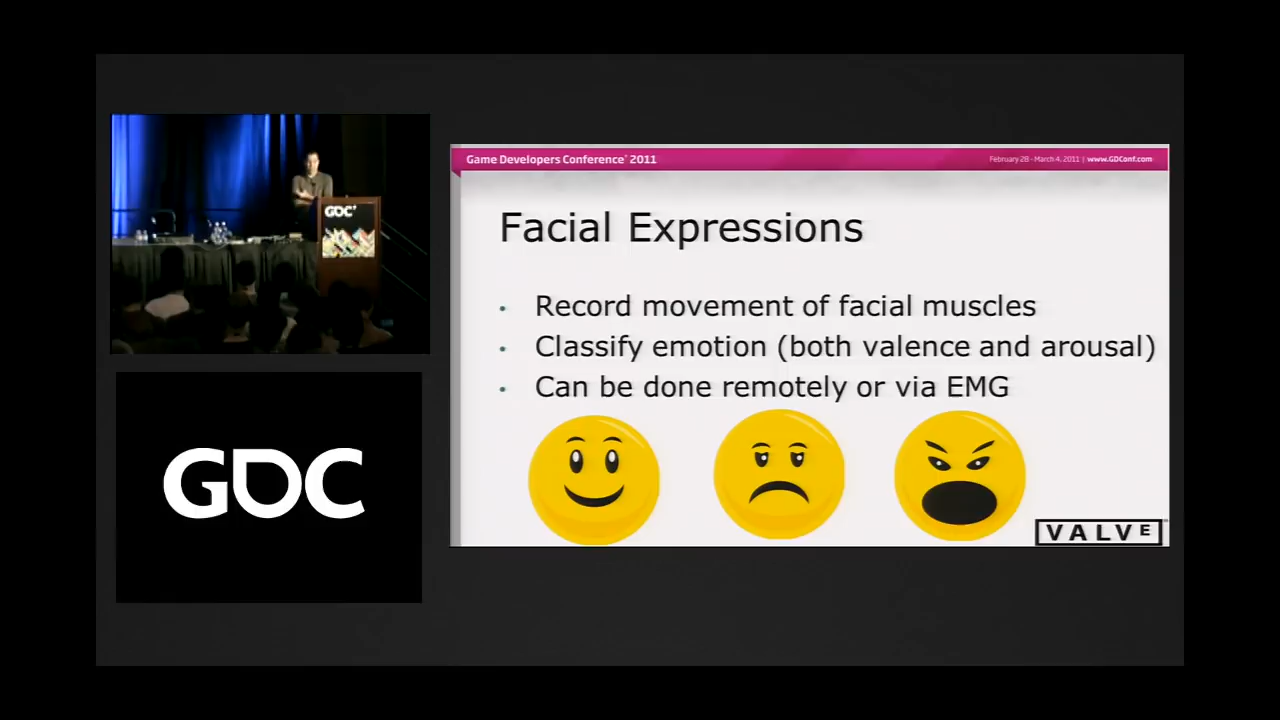 GDC
GDC
Game Developers Conference® 2011
February 28 - March 4, 2011 | www.GDConf.com
Facial Expressions
• Record movement of facial muscles
• Classify emotion (both valence and arousal)
• Can be done remotely or via EMG
VALVE